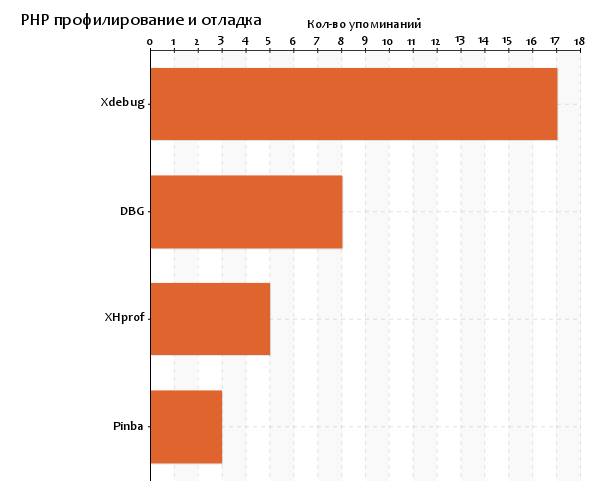 PHP профилирование и отладка
Кол-во упоминаний
0 1 2 3 4 5 6 7 8 9 10 11 12 13 14 15 16 17 18
Xdebug
DBG
XHprof
Pinba